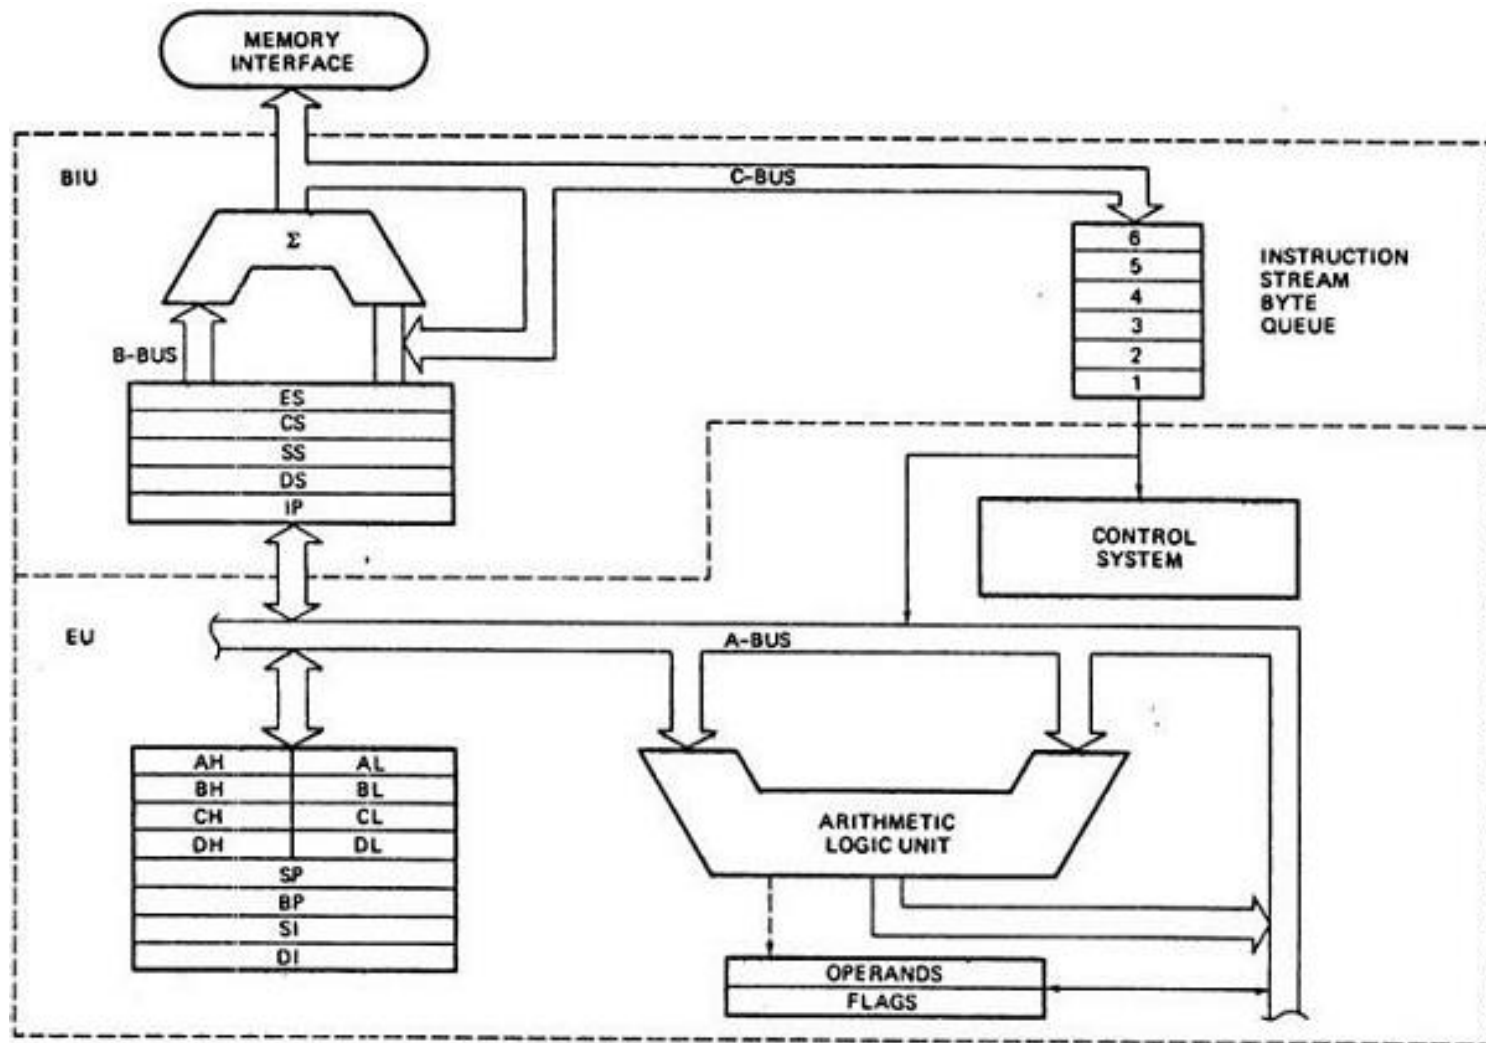 MEMORY
INTERFACE
BIU
C-BUS
Σ
6
5
4
3
2
1
INSTRUCTION
STREAM
BYTE
QUEUE
B-BUS
ES
CS
SS
DS
IP
CONTROL
SYSTEM
EU
A-BUS
AH AL
BH BL
CH CL
DH DL
SP
BP
SI
DI
ARITHMETIC
LOGIC UNIT
OPERANDS
FLAGS